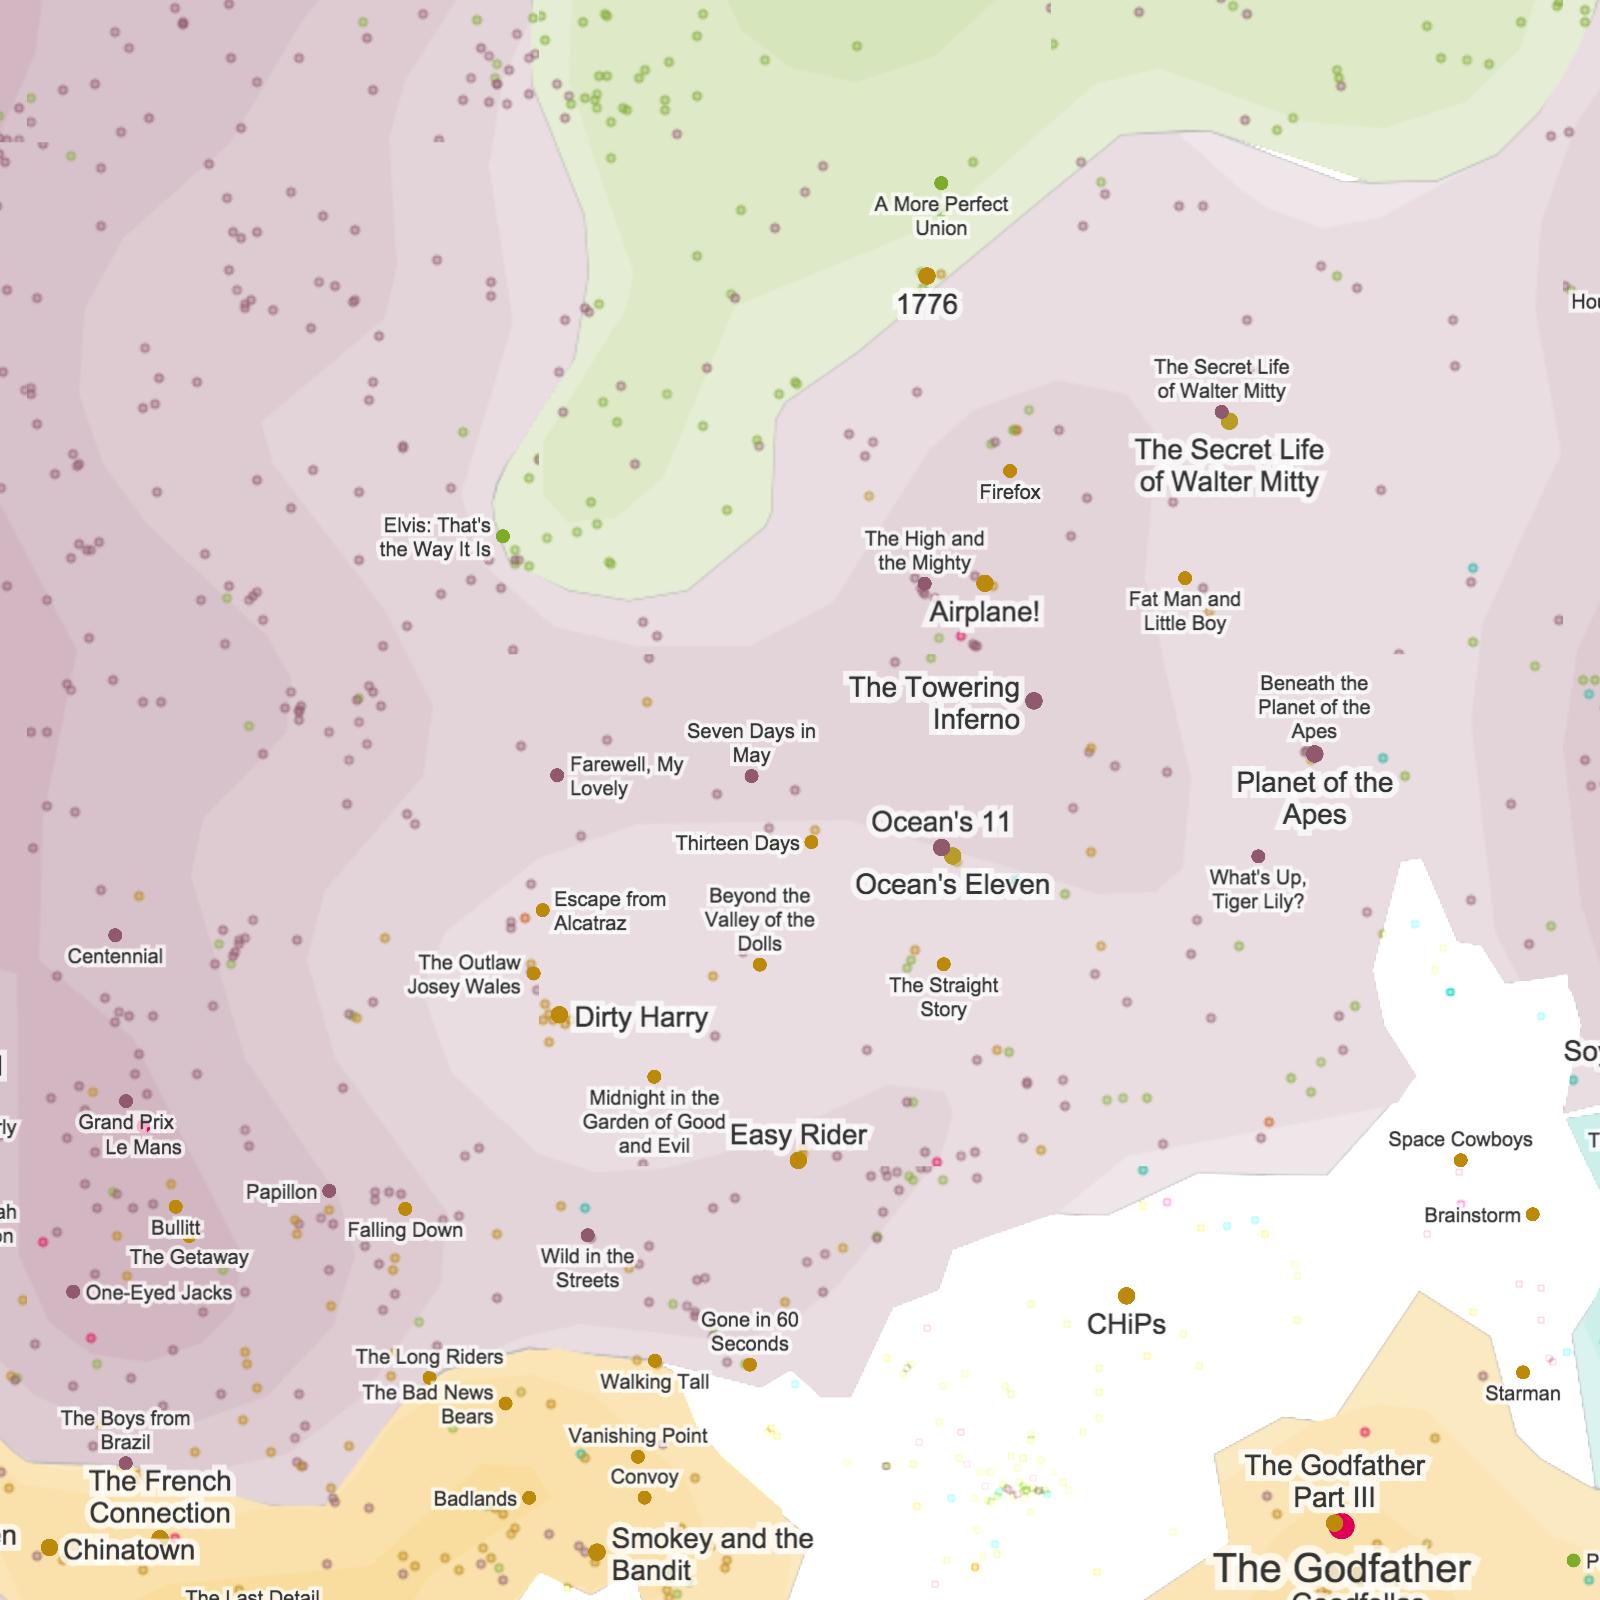 A More Perfect
Union
1776
Hou
The Secret Life
of Walter Mitty
The Secret Life
of Walter Mitty
Firefox
Elvis: That's
the Way It Is
The High and
the Mighty
Airplane!
Fat Man and
Little Boy
The Towering
Inferno
Beneath the
Planet of the
Apes
Planet of the
Apes
Seven Days in
May
Farewell, My
Lovely
Thirteen Days
Ocean's 11
Ocean's Eleven
What's Up,
Tiger Lily?
Escape from
Alcatraz
Beyond the
Valley of the
Dolls
Centennial
The Outlaw
Josey Wales
The Straight
Story
Dirty Harry
Soy
Midnight in the
Garden of Good
and Evil
Easy Rider
Grand Prix
Le Mans
rly
Space Cowboys
T
Papillon
Bullitt
Falling Down
ah
on
Brainstorm
The Getaway
Wild in the
Streets
One-Eyed Jacks
CHiPs
Gone in 60
Seconds
The Long Riders
Walking Tall
The Bad News
Bears
Starman
The Boys from
Brazil
Vanishing Point
Convoy
The French
Connection
Badlands
The Godfather
Part III
en
Chinatown
Smokey and the
Bandit
The Godfather
P
The Last Detail
Goodfellas